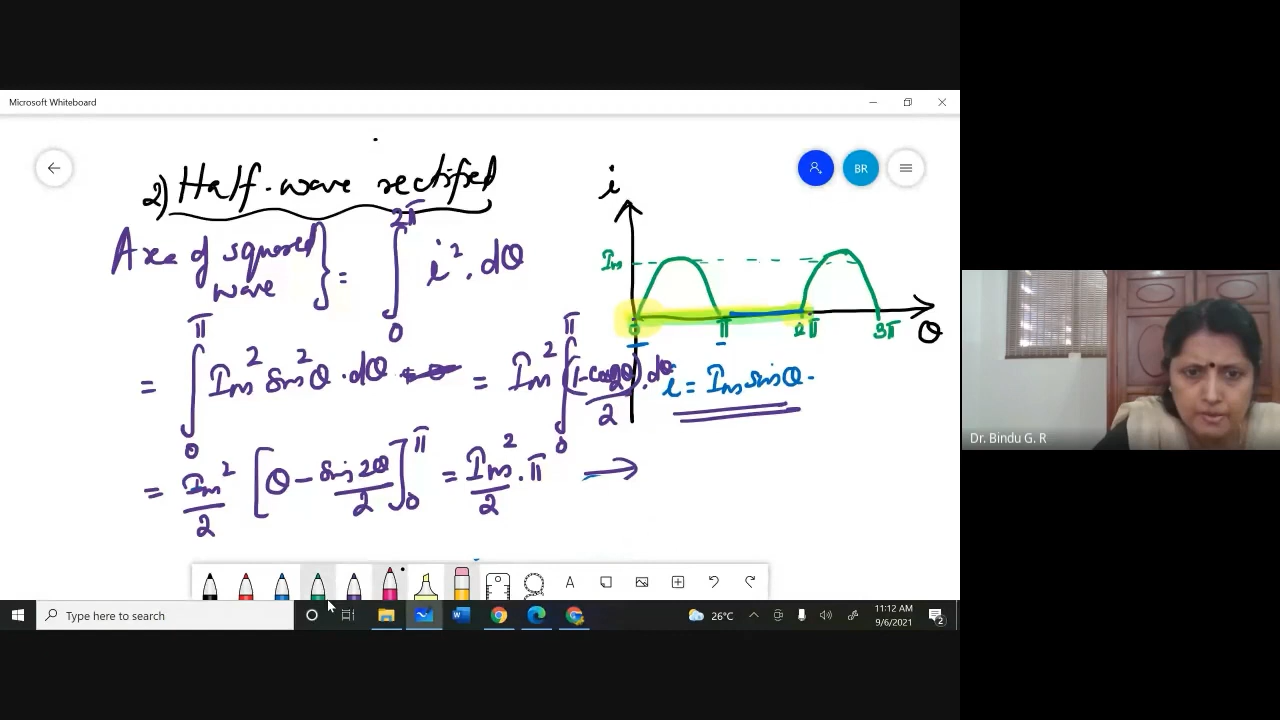 Microsoft Whiteboard
2) Half-wave rectified
BR
Area of squared wave } = ∫₀^2π i². dθ
= ∫₀^π Im² sin²θ . dθ = Im² ∫₀^π (1-cos2θ)/2 . dθ
= Im²/2 [θ - sin2θ/2]₀^π = Im²/2 . π →
i
Im
0 π 2π 3π θ
i = Im sinθ.
Dr. Bindu G. R
A
Type here to search
W
26°C
11:12 AM
9/6/2021
2